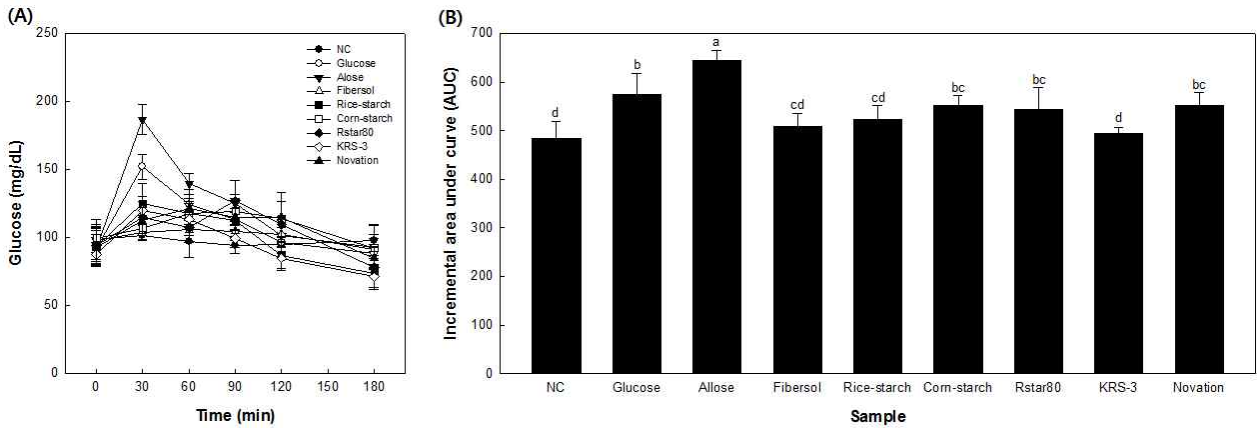 (A)
250
200
150
100
50
0
Glucose (mg/dL)
NC
Glucose
Alose
Fibersol
Rice-starch
Corn-starch
Rstar80
KRS-3
Novation
0 30 60 90 120 150 180
Time (min)
(B)
700
600
500
400
300
200
100
0
Incremental area under curve (AUC)
d b a cd cd bc bc d bc
NC Glucose Allose Fibersol Rice-starch Corn-starch Rstar80 KRS-3 Novation
Sample